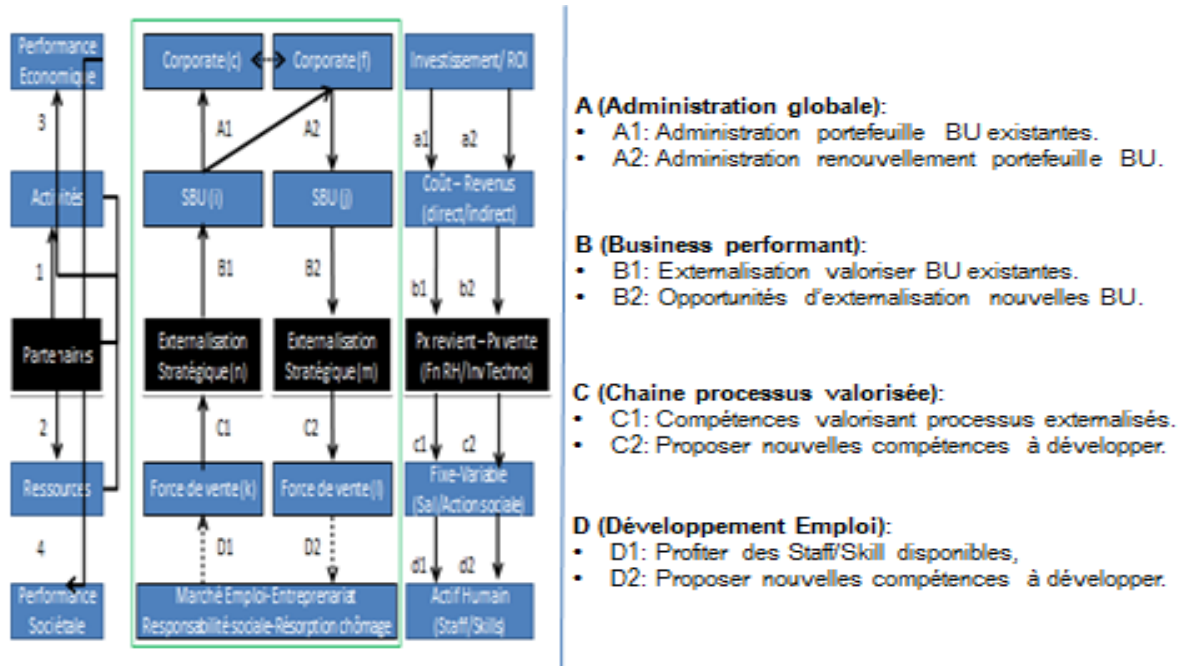 Performance
Economique
3
Activités
1
Partenaires
2
Ressources
4
Performance
Sociétale
Corporate (c)
Corporate (f)
A1
A2
SBU (i)
SBU (j)
B1
B2
Externalisation
Stratégique (n)
Externalisation
Stratégique (m)
C1
C2
Force de vente (k)
Force de vente (l)
D1
D2
Marché Emploi-Entreprenariat
Responsabilité sociale-Résorption chômage
Investissement/ ROI
a1
a2
Coût – Revenus
(direct/indirect)
b1
b2
Px revient – Px vente
(Fn RH/Inv Techno)
c1
c2
Fixe-Variable
(Sal/Action sociale)
d1
d2
Actif Humain
(Staff/Skills)
A (Administration globale):
• A1: Administration portefeuille BU existantes.
• A2: Administration renouvellement portefeuille BU.
B (Business performant):
• B1: Externalisation valoriser BU existantes.
• B2: Opportunités d'externalisation nouvelles BU.
C (Chaine processus valorisée):
• C1: Compétences valorisant processus externalisés.
• C2: Proposer nouvelles compétences à développer.
D (Développement Emploi):
• D1: Profiter des Staff/Skill disponibles,
• D2: Proposer nouvelles compétences à développer.